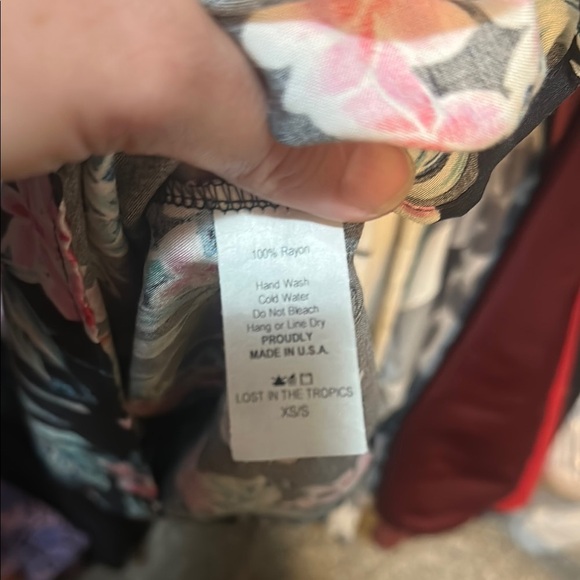 100% Rayon
Hand Wash
Cold Water
Do Not Bleach
Hang or Line Dry
PROUDLY
MADE IN U.S.A.
LOST IN THE TROPICS
XS/S